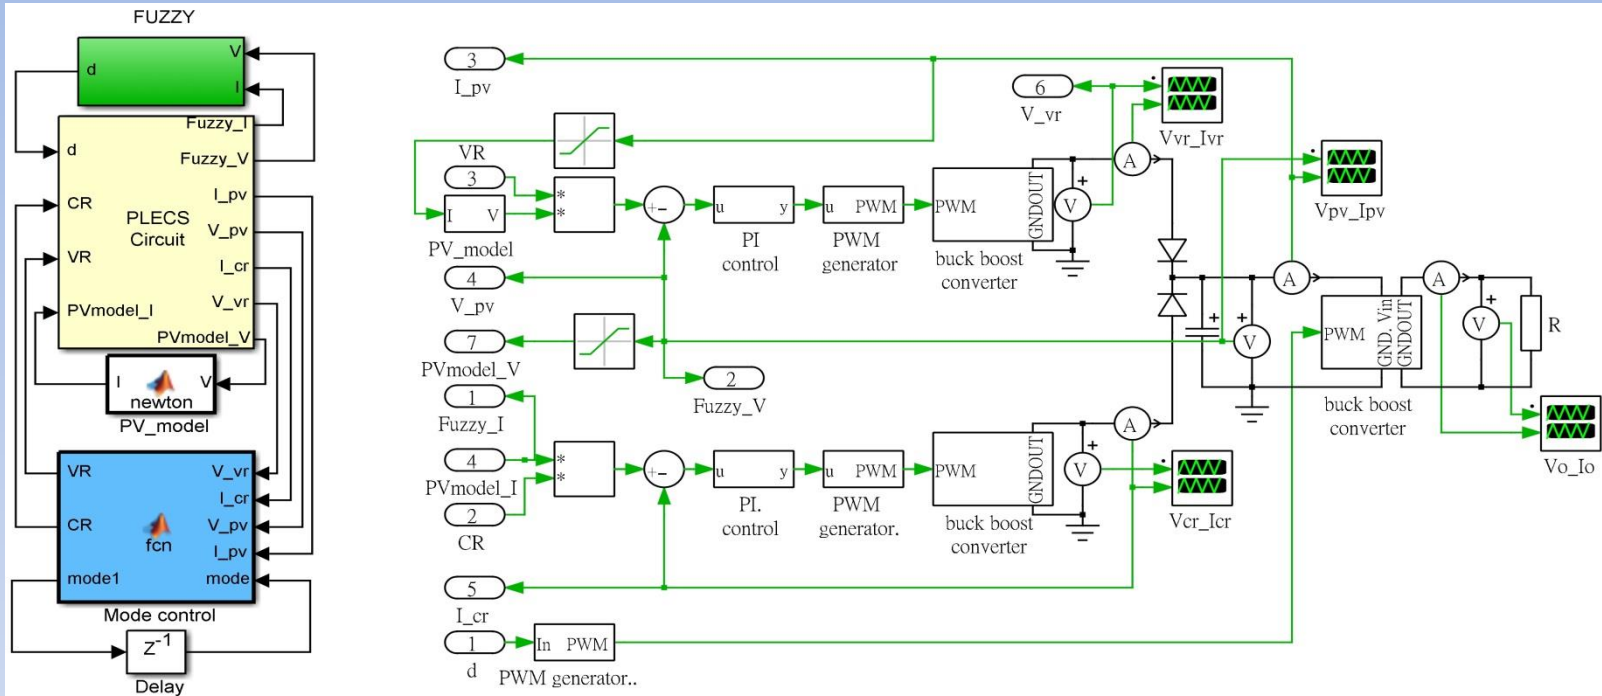 FUZZY
d
V
I
d
CR
VR
PVmodel_I
PLECS
Circuit
Fuzzy_I
Fuzzy_V
I_pv
V_pv
I_cr
V_vr
PVmodel_V
I
V
newton
PV_model
VR
CR
mode1
fcn
V_vr
I_cr
V_pv
I_pv
mode
Mode control
Z-1
Delay
3
I_pv
6
V_vr
Vvr_Ivr
VR
3
*
*
I
V
PV_model
+-
u
y
PI
control
u
PWM
PWM
generator
PWM
GNDOUT
buck boost
converter
A
+
V
Vpv_Ipv
4
V_pv
7
PVmodel_V
2
Fuzzy_V
+
+
V
A
PWM
GND. Vin
GNDOUT
buck boost
converter
A
+
V
R
Vo_Io
1
Fuzzy_I
4
PVmodel_I
2
CR
*
*
+-
u
y
PI.
control
u
PWM
PWM
generator.
PWM
GNDOUT
buck boost
converter
A
+
V
Vcr_Icr
5
I_cr
1
d
In
PWM
PWM generator..